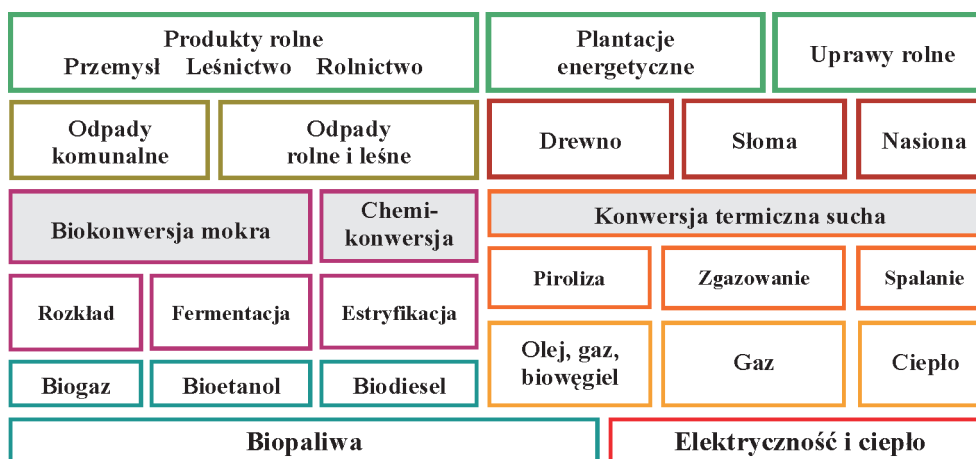 Produkty rolne
Przemysł Leśnictwo Rolnictwo
Plantacje
energetyczne
Uprawy rolne
Odpady
komunalne
Odpady
rolne i leśne
Drewno
Słoma
Nasiona
Biokonwersja mokra
Chemi-
konwersja
Konwersja termiczna sucha
Rozkład
Fermentacja
Estryfikacja
Piroliza
Zgazowanie
Spalanie
Biogaz
Bioetanol
Biodiesel
Olej, gaz,
biowęgiel
Gaz
Ciepło
Biopaliwa
Elektryczność i ciepło